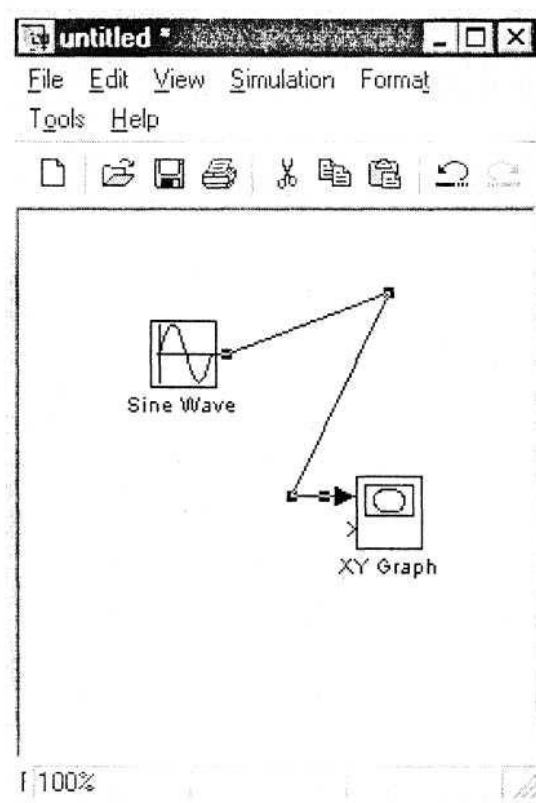 untitled *
File Edit View Simulation Format
Tools Help
Sine Wave
XY Graph
100%